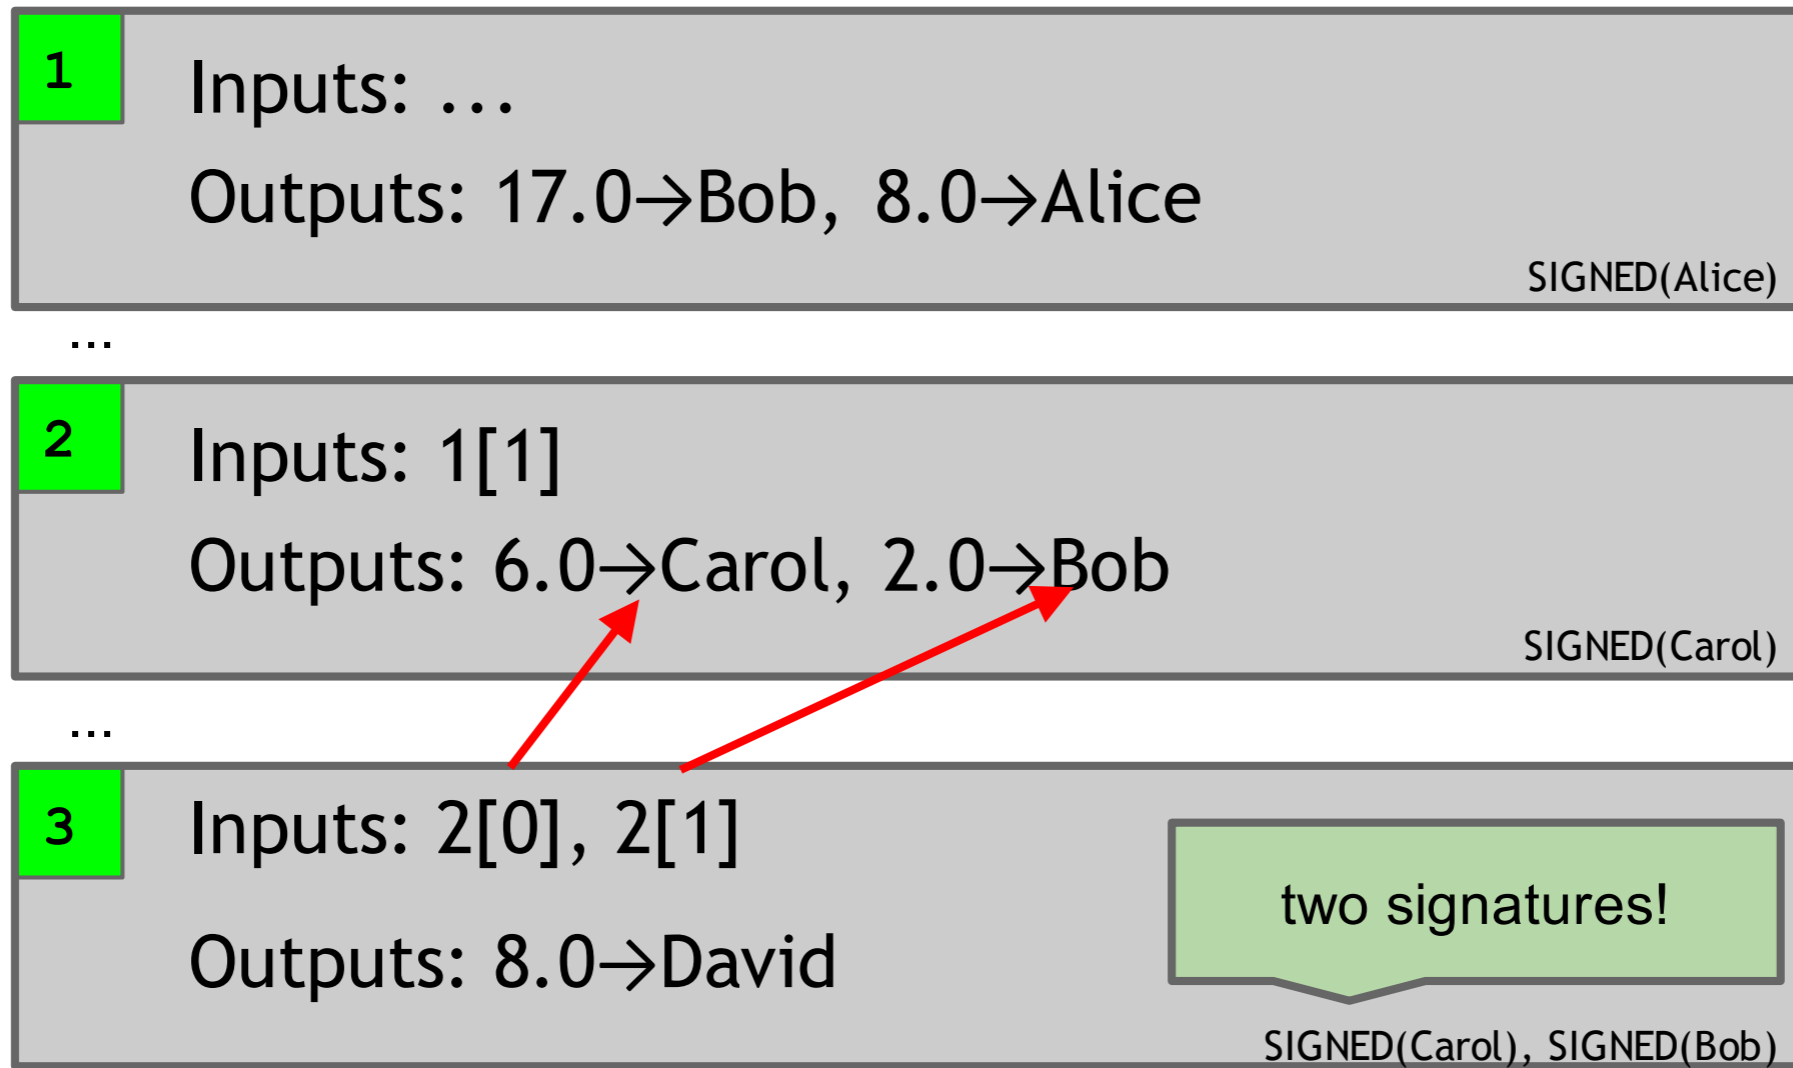 1
Inputs: ...
Outputs: 17.0→Bob, 8.0→Alice
SIGNED(Alice)
...
2
Inputs: 1[1]
Outputs: 6.0→Carol, 2.0→Bob
SIGNED(Carol)
...
3
Inputs: 2[0], 2[1]
two signatures!
Outputs: 8.0→David
SIGNED(Carol), SIGNED(Bob)